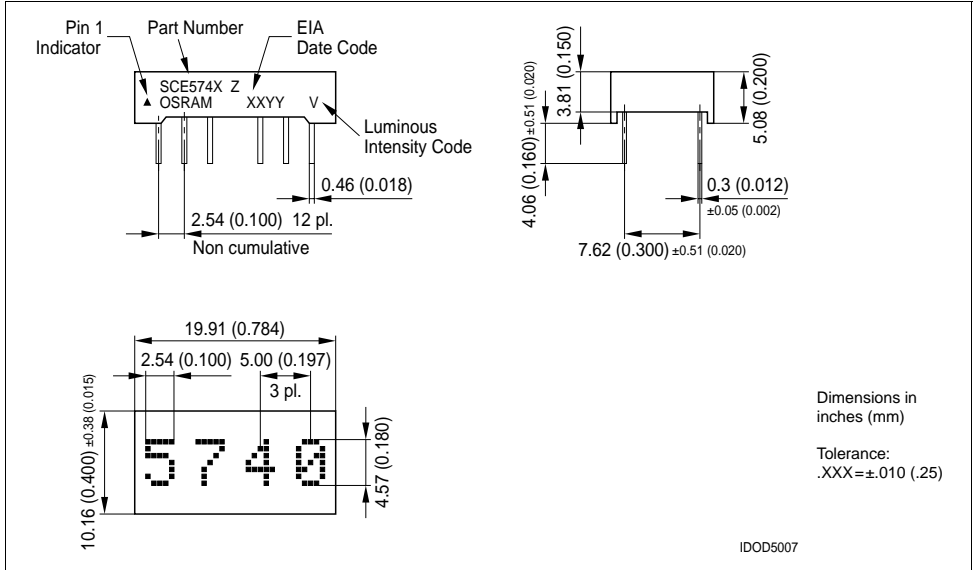 Pin 1
Indicator
Part Number
EIA
Date Code
SCE574X Z
▲ OSRAM XXYY V
Luminous
Intensity Code
0.46 (0.018)
2.54 (0.100) 12 pl.
Non cumulative
4.06 (0.160) ±0.51 (0.020)
3.81 (0.150)
5.08 (0.200)
0.3 (0.012)
±0.05 (0.002)
7.62 (0.300) ±0.51 (0.020)
19.91 (0.784)
2.54 (0.100) 5.00 (0.197)
3 pl.
10.16 (0.400) ±0.38 (0.015)
5740
4.57 (0.180)
Dimensions in
inches (mm)
Tolerance:
.XXX=±.010 (.25)
IDOD5007